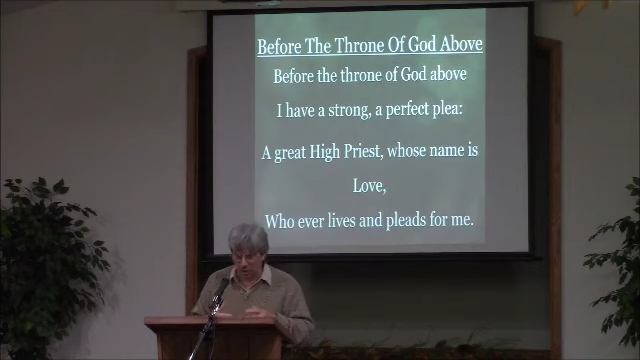 Before The Throne Of God Above
Before the throne of God above
I have a strong, a perfect plea:
A great High Priest, whose name is
Love,
Who ever lives and pleads for me.